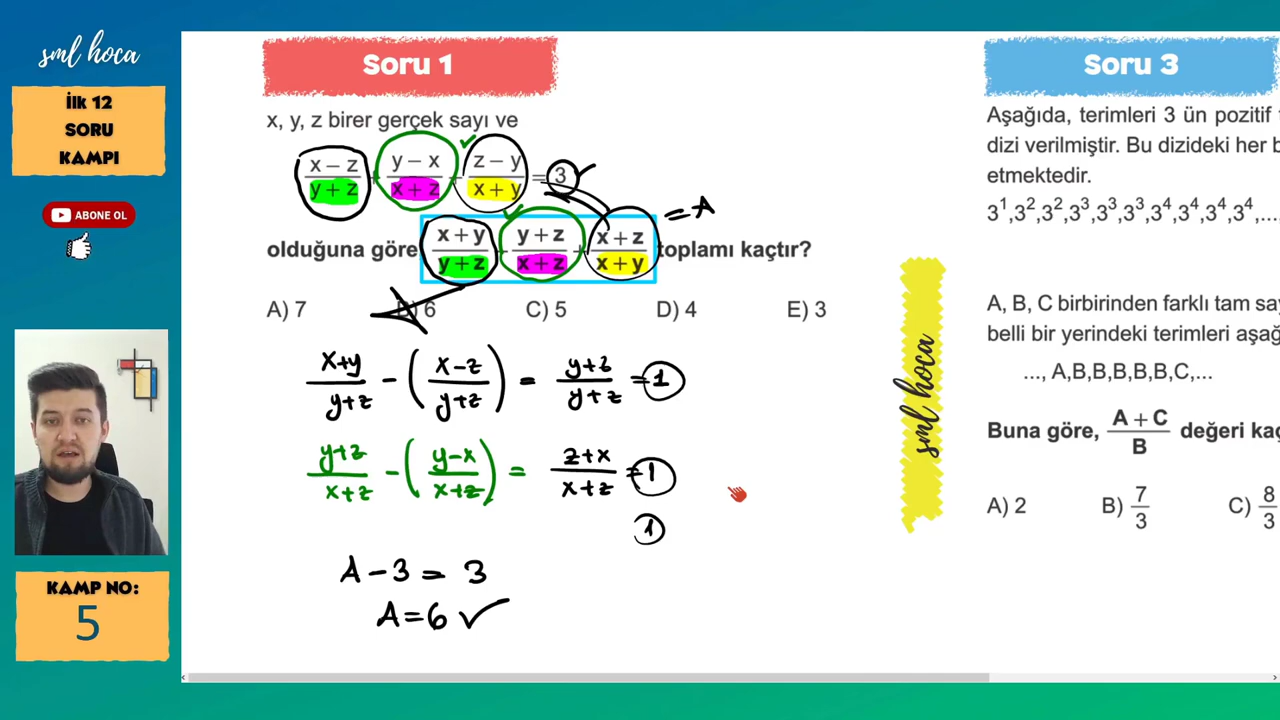 sml hoca
İlk 12
SORU
KAMPI
ABONE OL
KAMP NO:
5
Soru 1
x, y, z birer gerçek sayı ve
x – z / y + z + y – x / x + z + z – y / x + y = 3
olduğuna göre x + y / y + z + y + z / x + z + x + z / x + y toplamı kaçtır?
= A
A) 7 B) 6 C) 5 D) 4 E) 3
x+y / y+z – (x–z / y+z) = y+z / y+z = 1
y+z / x+z – (y–x / x+z) = z+x / x+z = 1
1
A – 3 = 3
A = 6 ✓
sml hoca
Soru 3
Aşağıda, terimleri 3 ün pozitif
dizi verilmiştir. Bu dizideki her
etmektedir.
3¹,3²,3²,3³,3³,3³,3⁴,3⁴,3⁴,3⁴,....
A, B, C birbirinden farklı tam
belli bir yerindeki terimleri
..., A,B,B,B,B,B,C,...
Buna göre, A + C / B değeri
A) 2 B) 7/3 C) 8/3